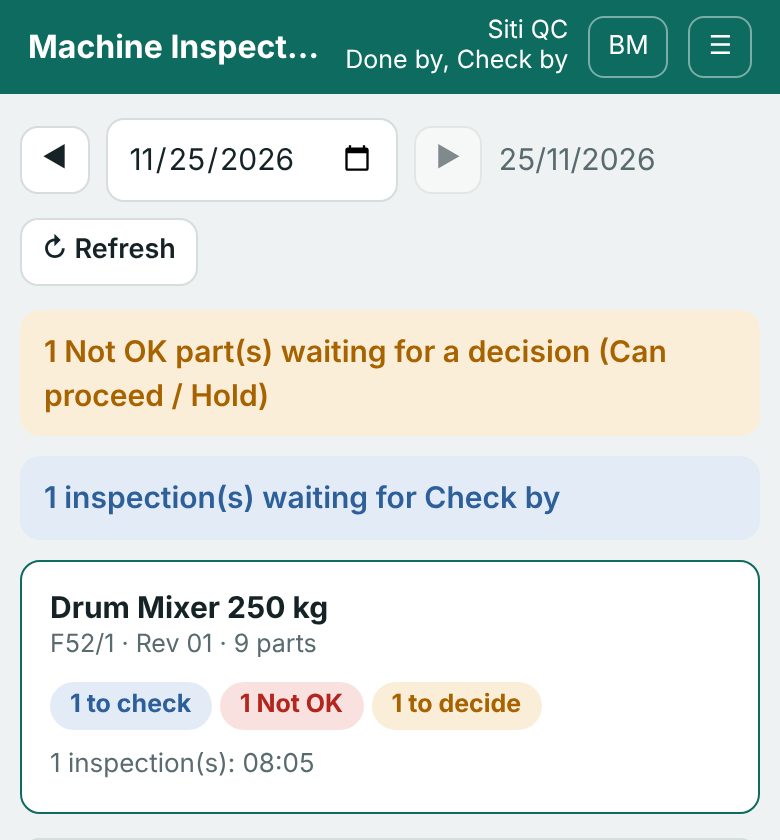 Machine Inspect...
Siti QC
Done by, Check by
BM
☰
◀
11/25/2026
▶
25/11/2026
↻ Refresh
1 Not OK part(s) waiting for a decision (Can
proceed / Hold)
1 inspection(s) waiting for Check by
Drum Mixer 250 kg
F52/1 · Rev 01 · 9 parts
1 to check
1 Not OK
1 to decide
1 inspection(s): 08:05